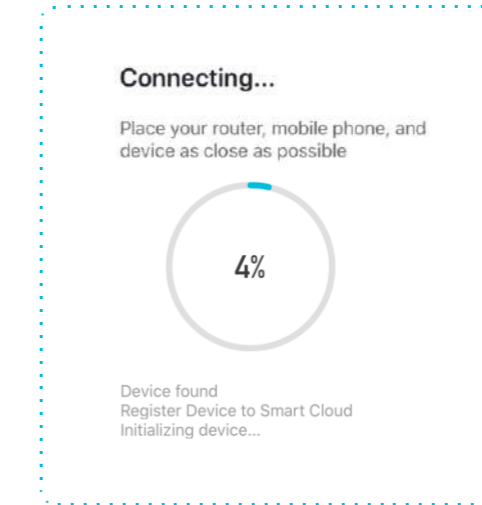 Connecting...
Place your router, mobile phone, and
device as close as possible
4%
Device found
Register Device to Smart Cloud
Initializing device...